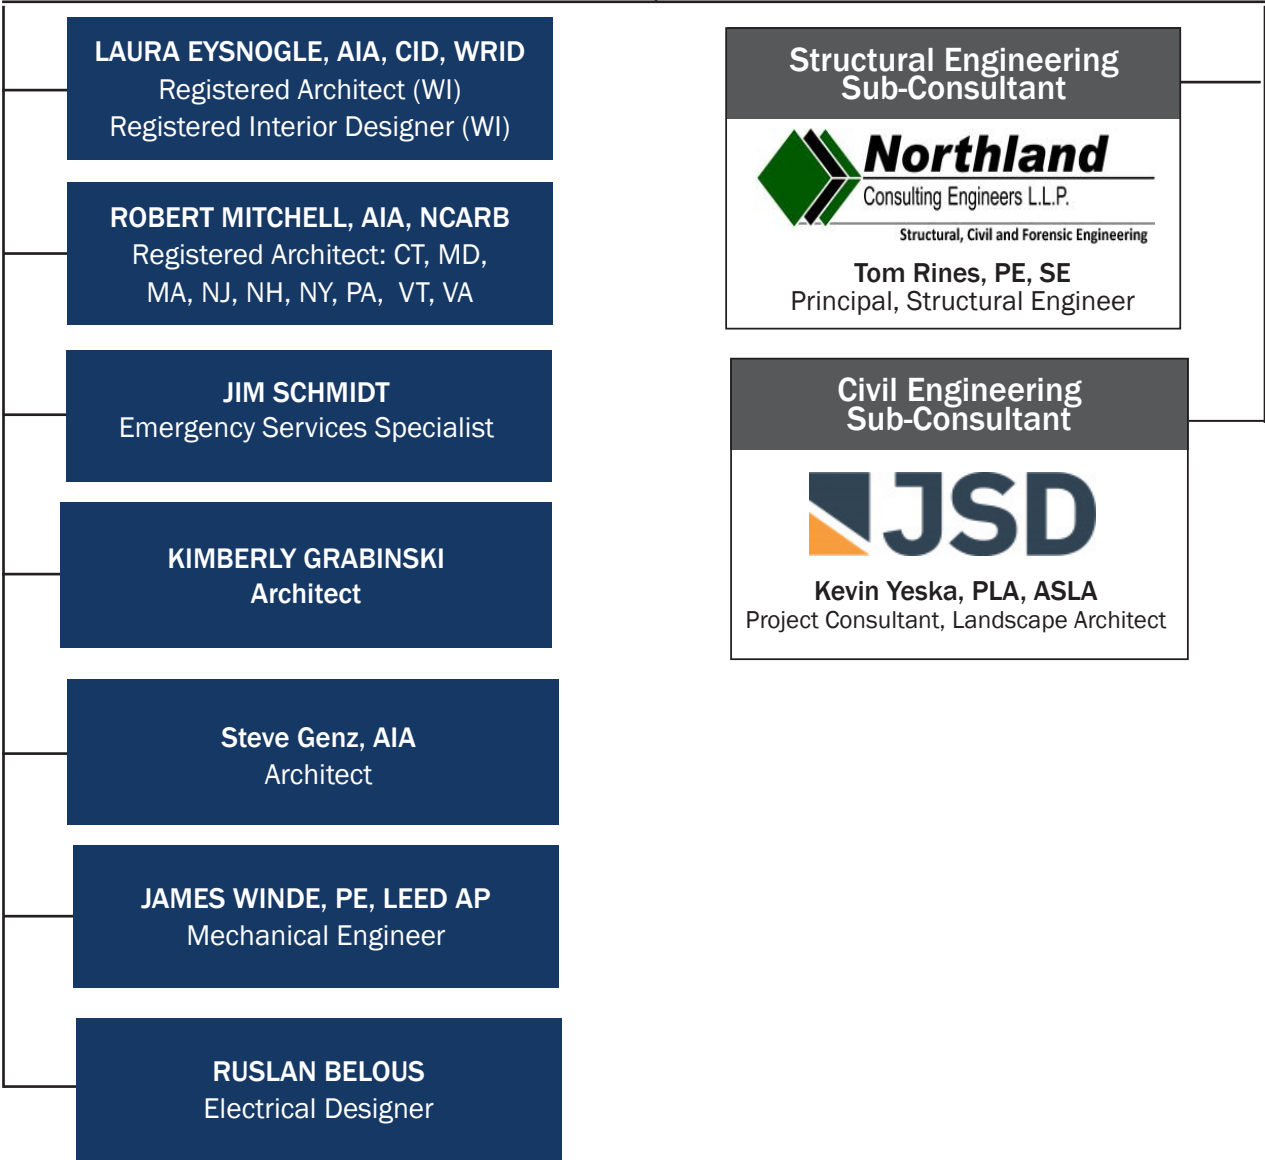 LAURA EYSNOGLE, AIA, CID, WRID
Registered Architect (WI)
Registered Interior Designer (WI)
ROBERT MITCHELL, AIA, NCARB
Registered Architect: CT, MD,
MA, NJ, NH, NY, PA, VT, VA
JIM SCHMIDT
Emergency Services Specialist
KIMBERLY GRABINSKI
Architect
Steve Genz, AIA
Architect
JAMES WINDE, PE, LEED AP
Mechanical Engineer
RUSLAN BELOUS
Electrical Designer
Structural Engineering
Sub-Consultant
Northland
Consulting Engineers L.L.P.
Structural, Civil and Forensic Engineering
Tom Rines, PE, SE
Principal, Structural Engineer
Civil Engineering
Sub-Consultant
JSD
Kevin Yeska, PLA, ASLA
Project Consultant, Landscape Architect